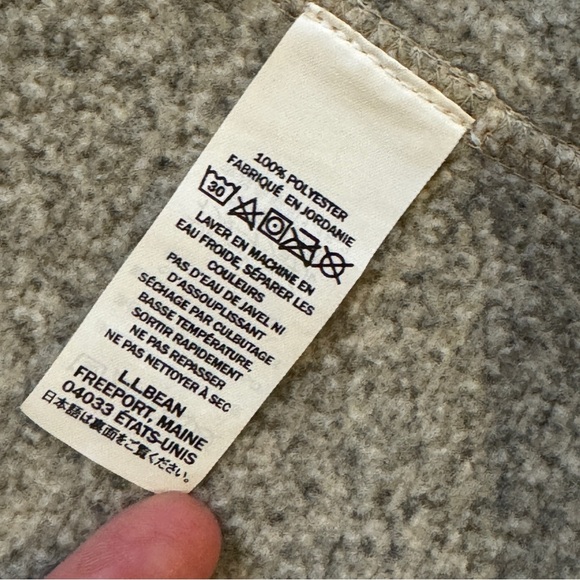 100% POLYESTER
FABRIQUÉ EN JORDANIE
30
LAVER EN MACHINE EN
EAU FROIDE SÉPARER LES
COULEURS
PAS D'EAU DE JAVEL NI
D'ASSOUPLISSANT
SÉCHAGE PAR CULBUTAGE
BASSE TEMPÉRATURE,
SORTIR RAPIDEMENT
NE PAS REPASSER
NE PAS NETTOYER À SEC
L.L.BEAN
FREEPORT, MAINE
04033 ÉTATS-UNIS
日本語は裏面をご覧ください。